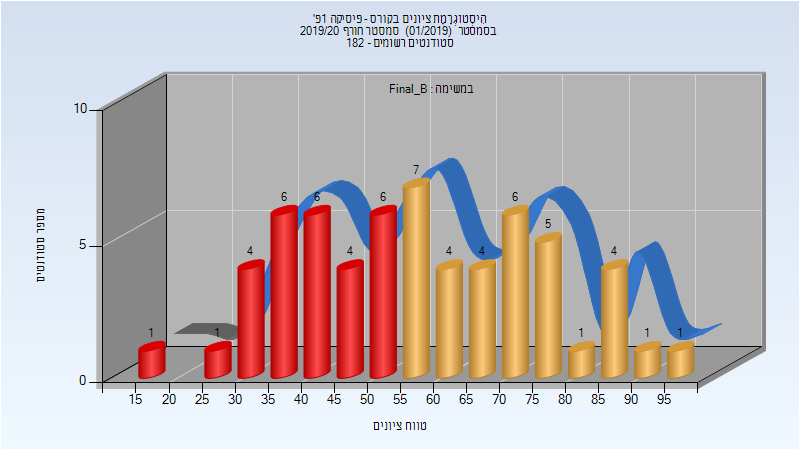 היסטוגרמת ציונים בקורס - פיסיקה 1פ'
בסמסטר (01/2019) סמסטר חורף 2019/20
סטודנטים רשומים - 182
במשימה : Final_B
מספר סטודנטים
10
5
0
1
1
4
6
6
4
6
7
4
4
6
5
1
4
1
1
15 20 25 30 35 40 45 50 55 60 65 70 75 80 85 90 95
טווח ציונים